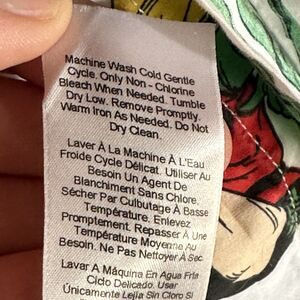 Machine Wash Cold Gentle
Cycle. Only Non - Chlorine
Bleach When Needed. Tumble
Dry Low. Remove Promptly.
Warm Iron As Needed. Do Not
Dry Clean.
Laver À La Machine À L'Eau
Froide Cycle Délicat. Utiliser Au
Besoin Un Agent De
Blanchiment Sans Chlore.
Sécher Par Culbutage À Basse
Température. Enlevez
Promptement. Repasser À Une
Température Moyenne Au
Besoin. Ne Pas Nettoyer À Sec.
Lavar A Máquina En Agua Fría
Ciclo Delicado. Usar
Únicamente Lejía Sin Cloro Si